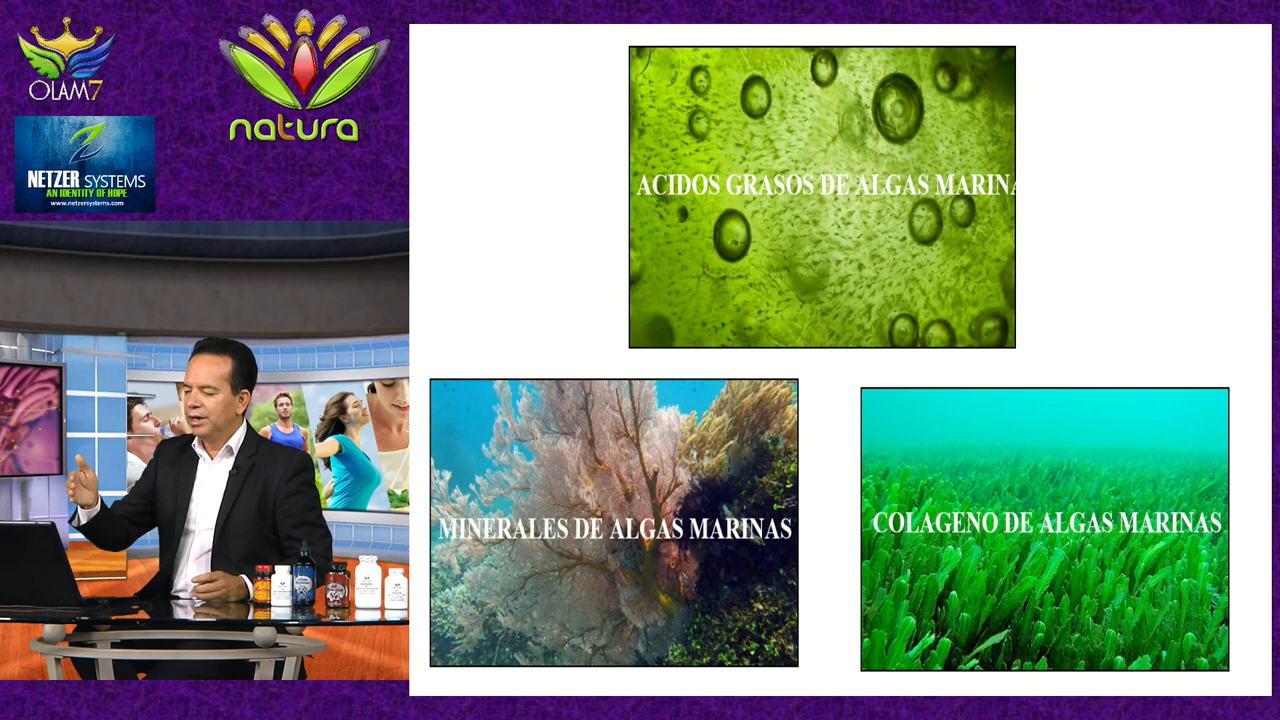 OLAM7
natura
NETZER SYSTEMS
AN IDENTITY OF HOPE
www.netzersystems.com
ACIDOS GRASOS DE ALGAS MARINA
MINERALES DE ALGAS MARINAS
COLAGENO DE ALGAS MARINAS